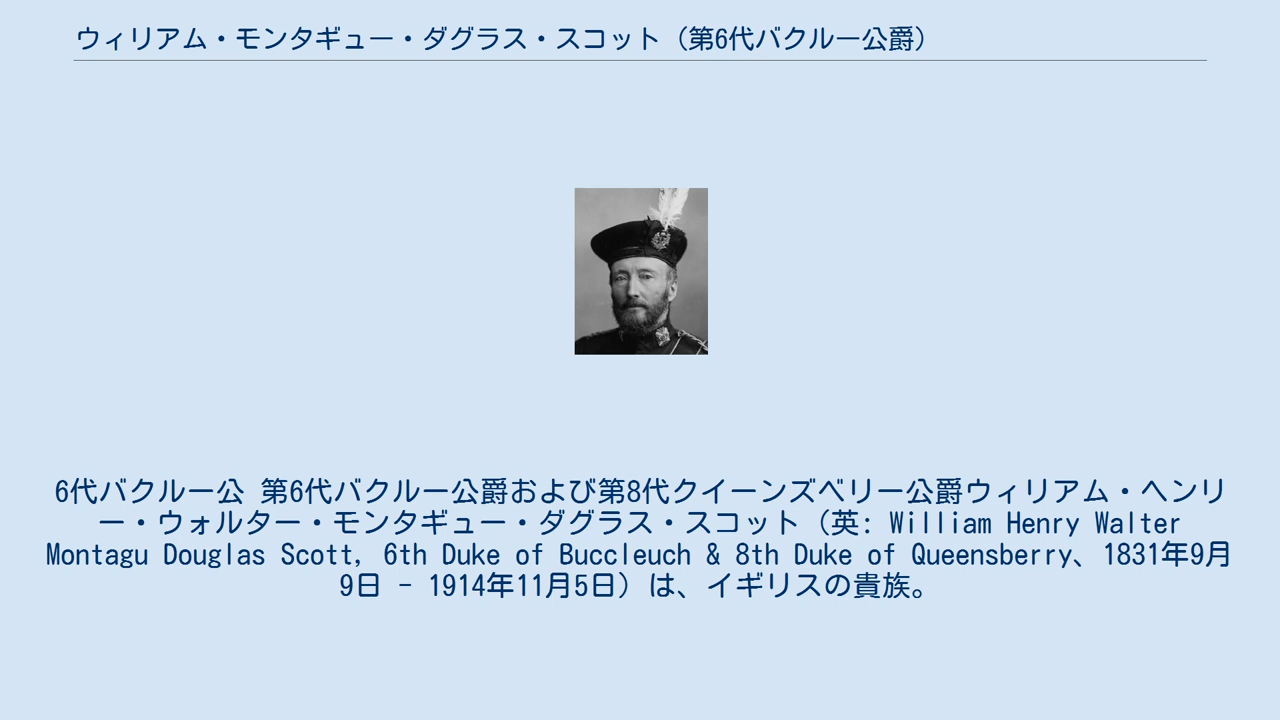 ウィリアム・モンタギュー・ダグラス・スコット（第6代バクルー公爵）
6代バクルー公 第6代バクルー公爵および第8代クイーンズベリー公爵ウィリアム・ヘンリ
ー・ウォルター・モンタギュー・ダグラス・スコット（英: William Henry Walter
Montagu Douglas Scott, 6th Duke of Buccleuch & 8th Duke of Queensberry、1831年9月
9日 - 1914年11月5日）は、イギリスの貴族。